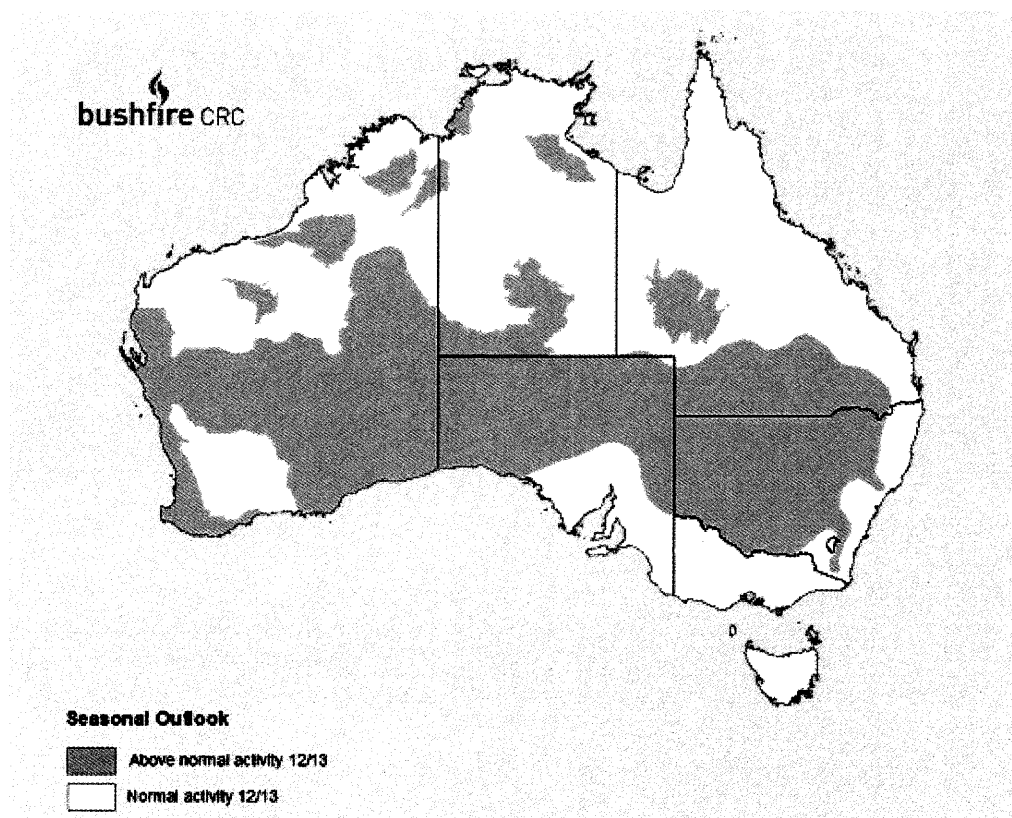 bushfire CRC
Seasonal Outlook
Above normal activity 12/13
Normal activity 12/13